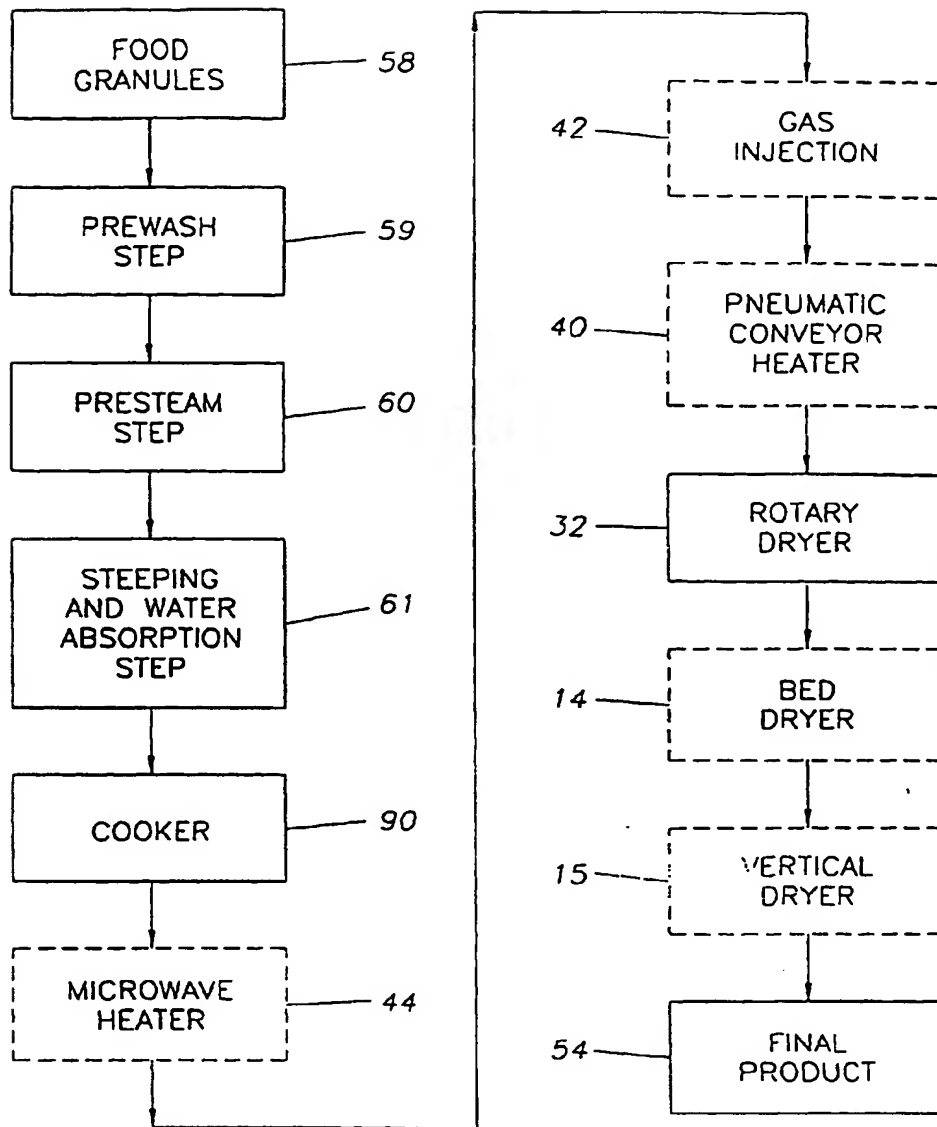 FOOD
GRANULES
58
PREWASH
STEP
59
PRESTEAM
STEP
60
STEEPING
AND WATER
ABSORPTION
STEP
61
COOKER
90
MICROWAVE
HEATER
44
42
GAS
INJECTION
40
PNEUMATIC
CONVEYOR
HEATER
32
ROTARY
DRYER
14
BED
DRYER
15
VERTICAL
DRYER
54
FINAL
PRODUCT